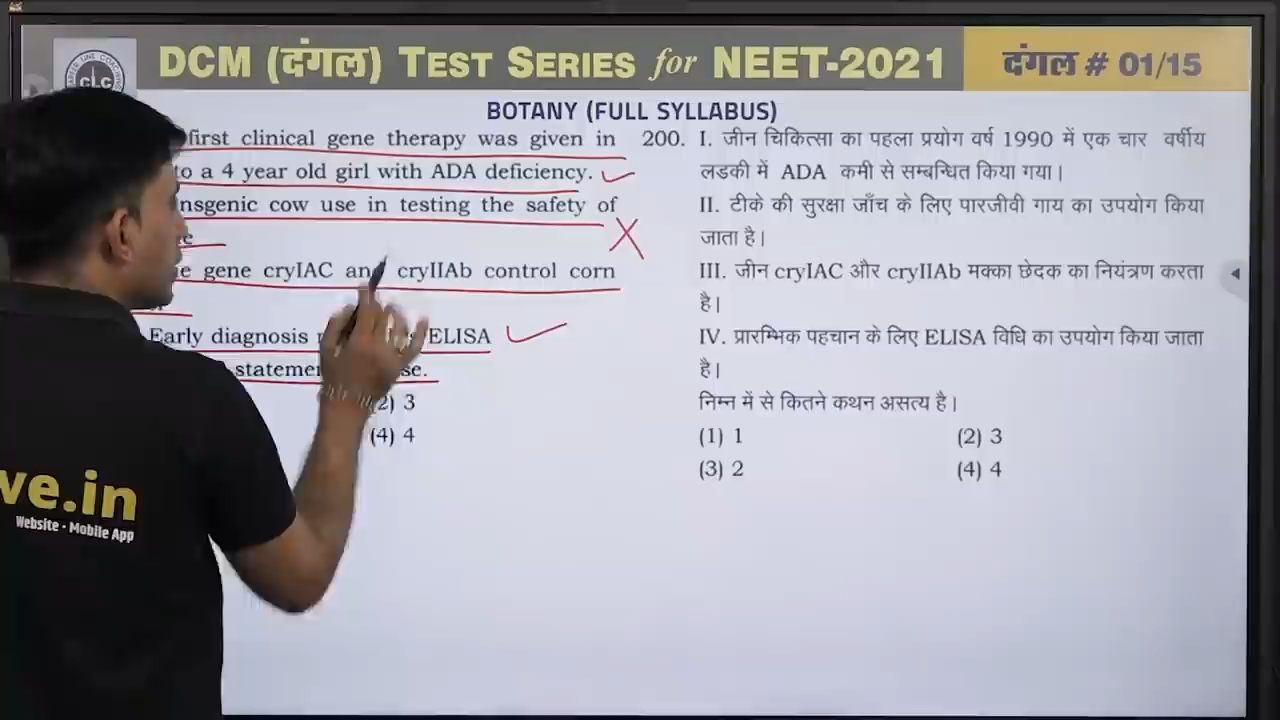 DCM (दंगल) TEST SERIES for NEET-2021
दंगल # 01/15
CLC
BOTANY (FULL SYLLABUS)
first clinical gene therapy was given in
to a 4 year old girl with ADA deficiency.
cow use in testing the safety of
gene cryIAC and cryIIAb control corn
Early diagnosis ELISA
(2) 3
(4) 4
200. I. जीन चिकित्सा का पहला प्रयोग वर्ष 1990 में एक चार वर्षीय
लडकी में ADA कमी से सम्बन्धित किया गया।
II. टीके की सुरक्षा जाँच के लिए पारजीवी गाय का उपयोग किया
जाता है।
III. जीन cryIAC और cryIIAb मक्का छेदक का नियंत्रण करता
है।
IV. प्रारम्भिक पहचान के लिए ELISA विधि का उपयोग किया जाता
है।
निम्न में से कितने कथन असत्य है।
(1) 1 (2) 3
(3) 2 (4) 4
ve.in
Website - Mobile App